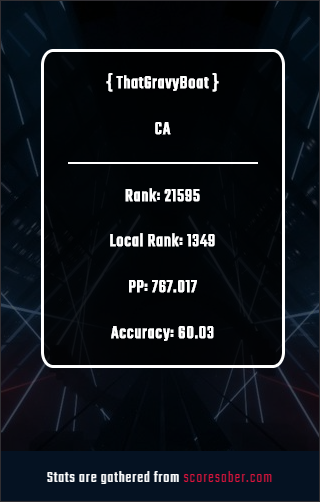 { ThatGravyBoat }
CA
Rank: 21595
Local Rank: 1349
PP: 767.017
Accuracy: 60.03
Stats are gathered from scoresaber.com